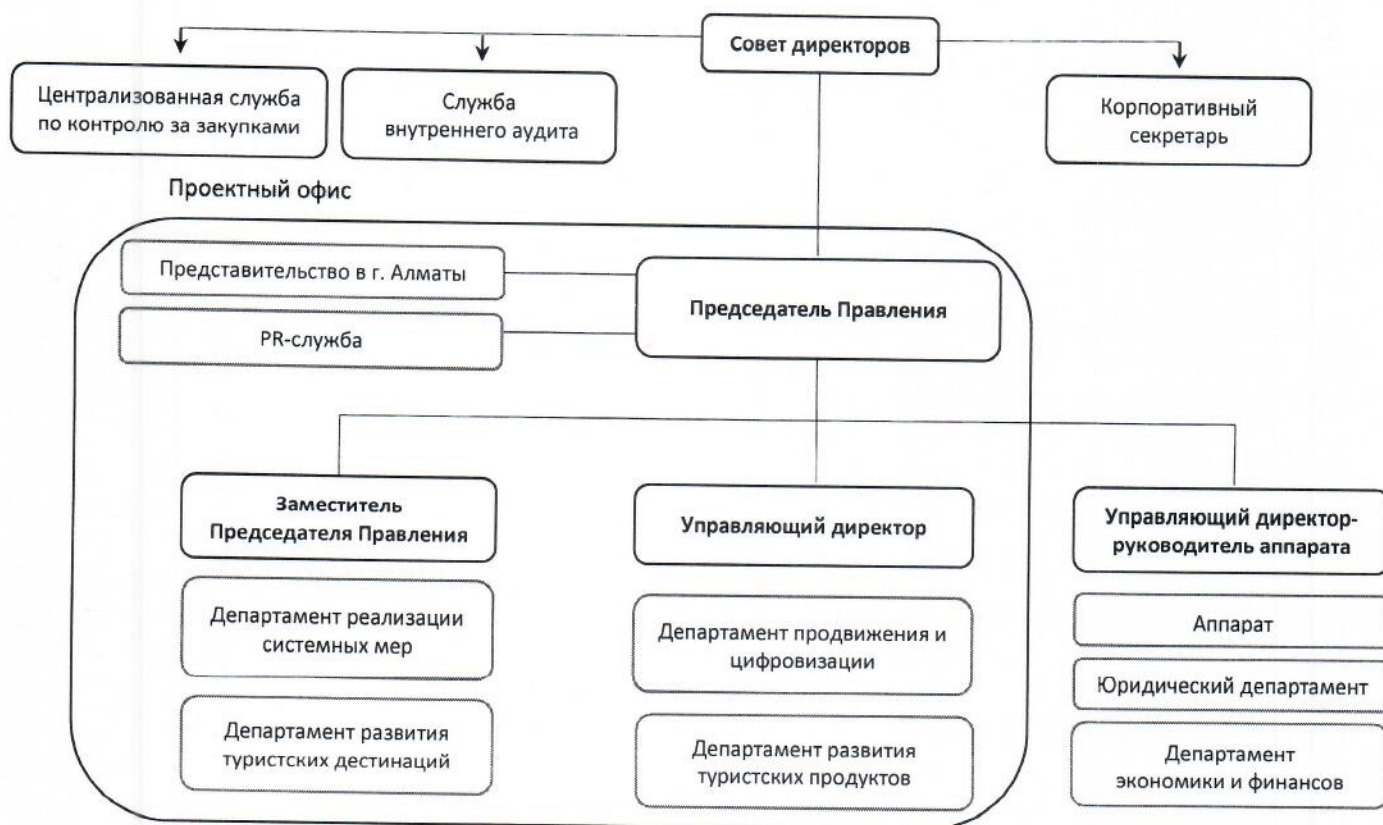 Совет директоров
Централизованная служба
по контролю за закупками
Служба
внутреннего аудита
Корпоративный
секретарь
Проектный офис
Представительство в г. Алматы
PR-служба
Председатель Правления
Заместитель
Председателя Правления
Управляющий директор
Управляющий директор-
руководитель аппарата
Департамент реализации
системных мер
Департамент продвижения и
цифровизации
Аппарат
Юридический департамент
Департамент развития
туристских дестинаций
Департамент развития
туристских продуктов
Департамент
экономики и финансов